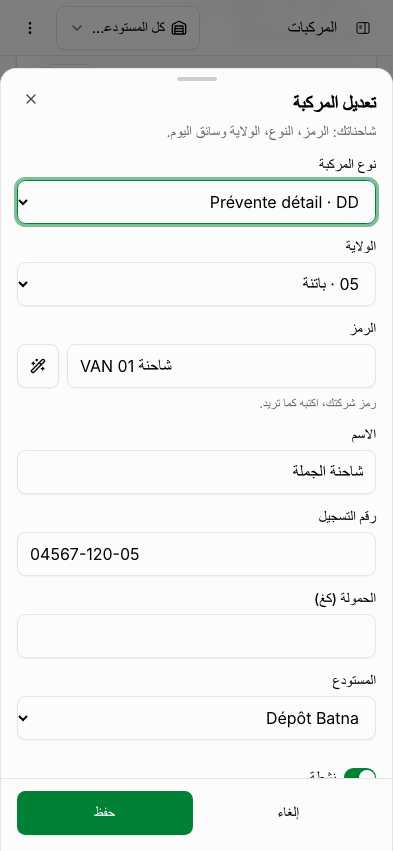 المركبات
كل المستودع...
تعديل المركبة
شاحناتك: الرمز، النوع، الولاية وسائق اليوم.
نوع المركبة
Prévente détail · DD
الولاية
05 · باتنة
الرمز
شاحنة VAN 01
رمز شركتك، اكتبه كما تريد.
الاسم
شاحنة الجملة
رقم التسجيل
04567-120-05
الحمولة (كغ)
المستودع
Dépôt Batna
نشطة
إلغاء
حفظ